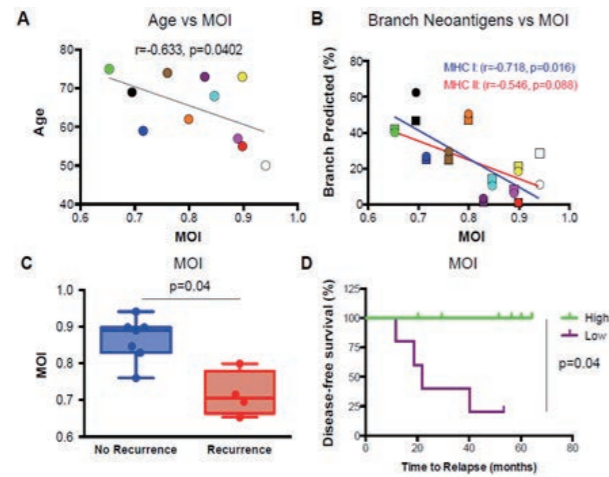 A
Age vs MOI
r=-0.633, p=0.0402
Age
80
70
60
50
40
0.6
0.7
0.8
0.9
1.0
MOI
B
Branch Neoantigens vs MOI
MHC I: (r=-0.718, p=0.016)
MHC II: (r=-0.546, p=0.088)
Branch Predicted (%)
80
60
40
20
0
0.6
0.7
0.8
0.9
1.0
MOI
C
MOI
p=0.04
MOI
1.0
0.9
0.8
0.7
0.6
No Recurrence
Recurrence
D
MOI
Disease-free survival (%)
125
100
75
50
25
0
0
20
40
60
80
Time to Relapse (months)
High
Low
p=0.04